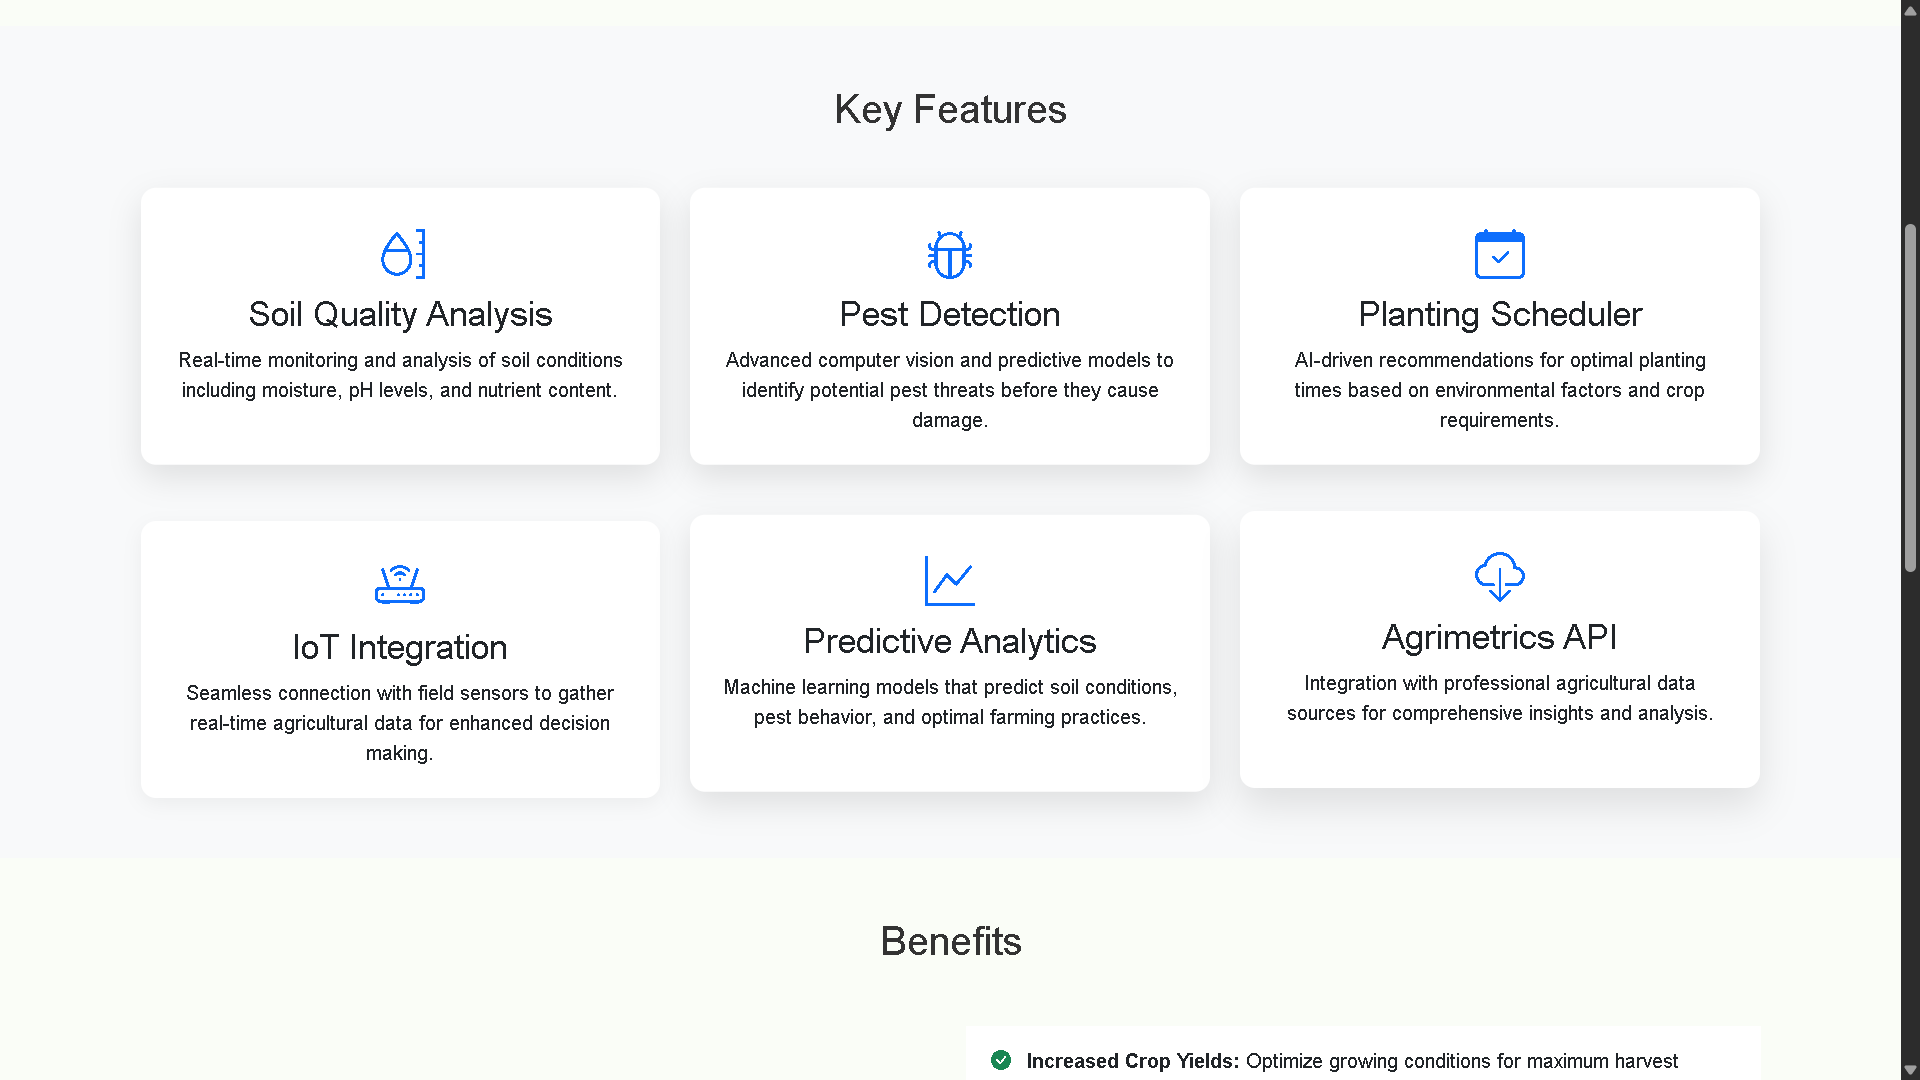 Key Features
Soil Quality Analysis
Real-time monitoring and analysis of soil conditions
including moisture, pH levels, and nutrient content.
Pest Detection
Advanced computer vision and predictive models to
identify potential pest threats before they cause
damage.
Planting Scheduler
AI-driven recommendations for optimal planting
times based on environmental factors and crop
requirements.
IoT Integration
Seamless connection with field sensors to gather
real-time agricultural data for enhanced decision
making.
Predictive Analytics
Machine learning models that predict soil conditions,
pest behavior, and optimal farming practices.
Agrimetrics API
Integration with professional agricultural data
sources for comprehensive insights and analysis.
Benefits
Increased Crop Yields: Optimize growing conditions for maximum harvest